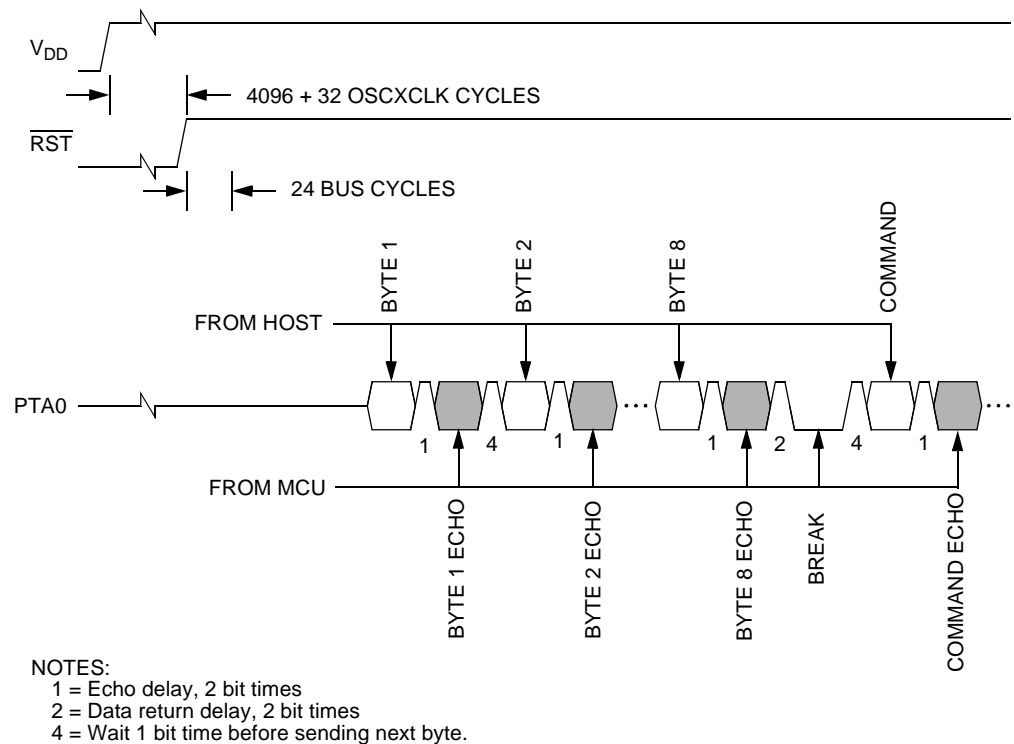 VDD
4096 + 32 OSCXCLK CYCLES
RST
24 BUS CYCLES
BYTE 1
BYTE 2
BYTE 8
COMMAND
FROM HOST
PTA0
1
4
1
1
2
4
1
FROM MCU
BYTE 1 ECHO
BYTE 2 ECHO
BYTE 8 ECHO
BREAK
COMMAND ECHO
NOTES:
1 = Echo delay, 2 bit times
2 = Data return delay, 2 bit times
4 = Wait 1 bit time before sending next byte.